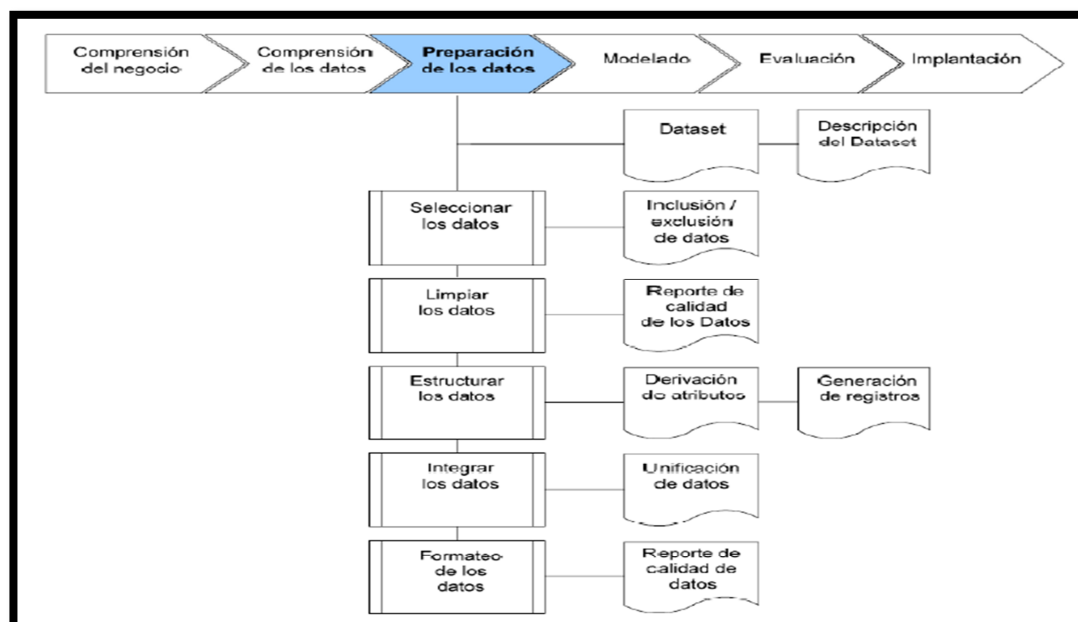 Comprensión
del negocio
Comprensión
de los datos
Preparación
de los datos
Modelado
Evaluación
Implantación
Dataset
Descripción
del Dataset
Seleccionar
los datos
Inclusión /
exclusión
de datos
Limpiar
los datos
Reporte de
calidad
de los Datos
Estructurar
los datos
Derivación
de atributos
Generación
de registros
Integrar
los datos
Unificación
de datos
Formateo
de los
datos
Reporte de
calidad de
datos